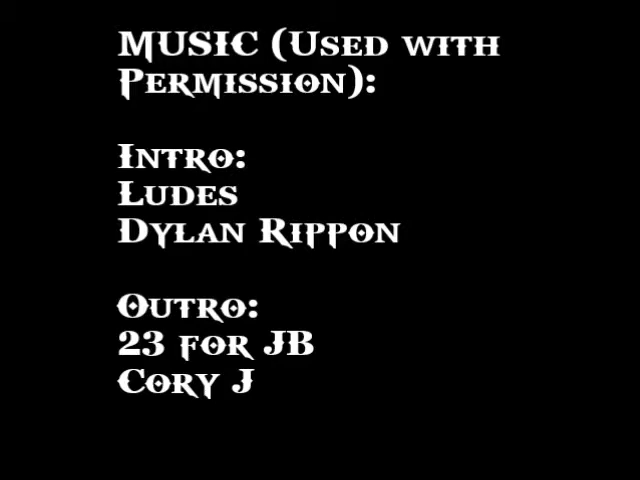 MUSIC (Used with
Permission):
Intro:
Ludes
Dylan Rippon
Outro:
23 for JB
Cory J